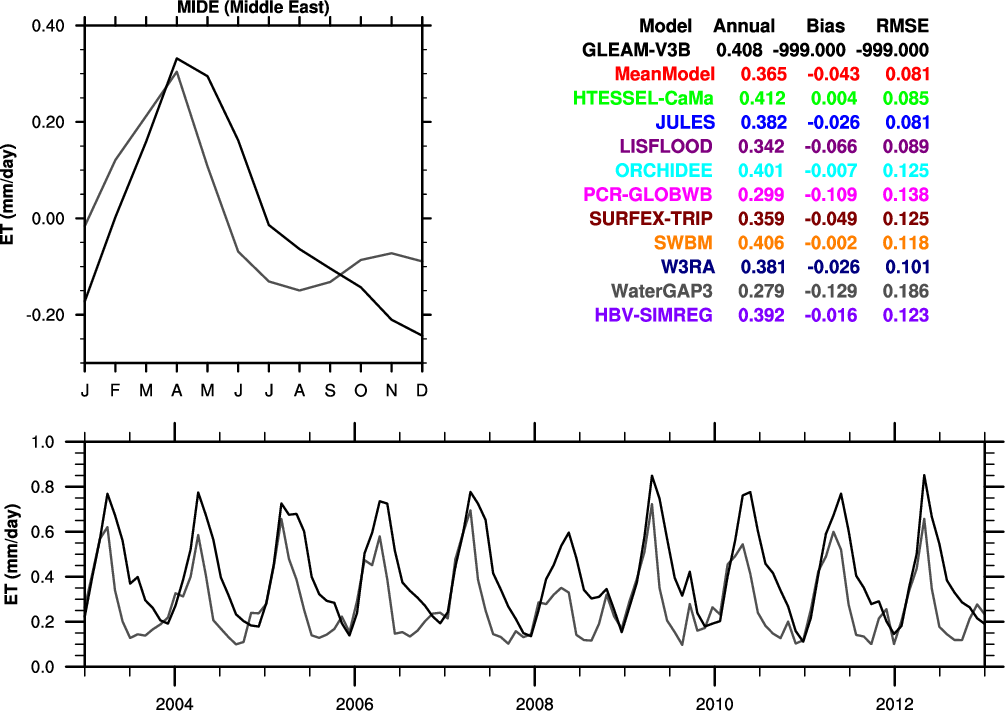 MIDE (Middle East)
0.40
0.20
0.00
-0.20
ET (mm/day)
J F M A M J J A S O N D
Model Annual Bias RMSE
GLEAM-V3B 0.408 -999.000 -999.000
MeanModel 0.365 -0.043 0.081
HTESSEL-CaMa 0.412 0.004 0.085
JULES 0.382 -0.026 0.081
LISFLOOD 0.342 -0.066 0.089
ORCHIDEE 0.401 -0.007 0.125
PCR-GLOBWB 0.299 -0.109 0.138
SURFEX-TRIP 0.359 -0.049 0.125
SWBM 0.406 -0.002 0.118
W3RA 0.381 -0.026 0.101
WaterGAP3 0.279 -0.129 0.186
HBV-SIMREG 0.392 -0.016 0.123
1.0
0.8
0.6
0.4
0.2
0.0
ET (mm/day)
2004 2006 2008 2010 2012